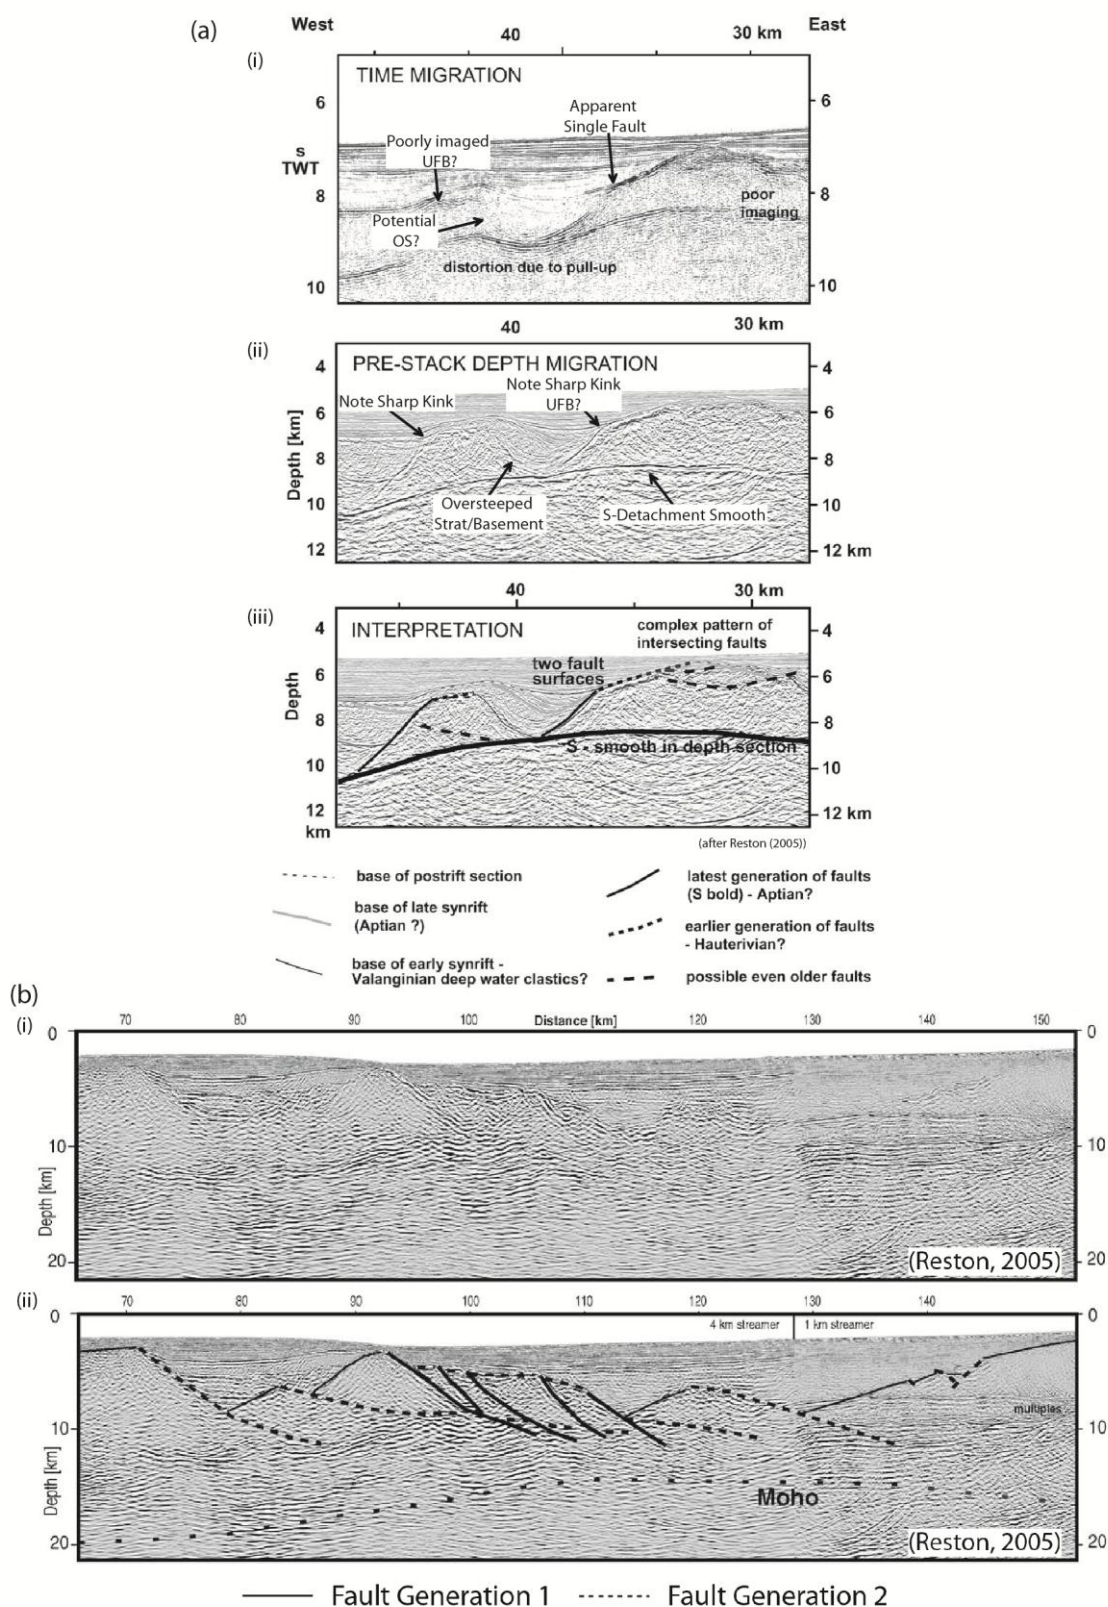 (a)
West
40
30 km
East
(i)
TIME MIGRATION
6
6
Apparent
Single Fault
Poorly imaged
UFB?
s
TWT
8
8
poor
imaging
Potential
OS?
distortion due to pull-up
10
10
40
30 km
(ii)
4
4
PRE-STACK DEPTH MIGRATION
Note Sharp Kink
UFB?
Note Sharp Kink
6
6
Depth [km]
8
8
Oversteeped
Strat/Basement
S-Detachment Smooth
10
10
12
12 km
40
30 km
(iii)
4
4
INTERPRETATION
complex pattern of
intersecting faults
two fault
surfaces
6
6
Depth
8
8
S - smooth in depth section
10
10
12
km
12 km
(after Reston (2005))
base of postrift section
base of late synrift
(Aptian ?)
base of early synrift -
Valanginian deep water clastics?
latest generation of faults
(S bold) - Aptian?
earlier generation of faults
- Hauterivian?
possible even older faults
(b)
(i)
70
80
90
100
Distance [km]
120
130
140
150
0
0
10
10
Depth [km]
20
20
(Reston, 2005)
(ii)
70
80
90
100
110
120
130
140
0
0
4 km streamer
1 km streamer
multiples
10
10
Depth [km]
Moho
20
20
(Reston, 2005)
Fault Generation 1
Fault Generation 2